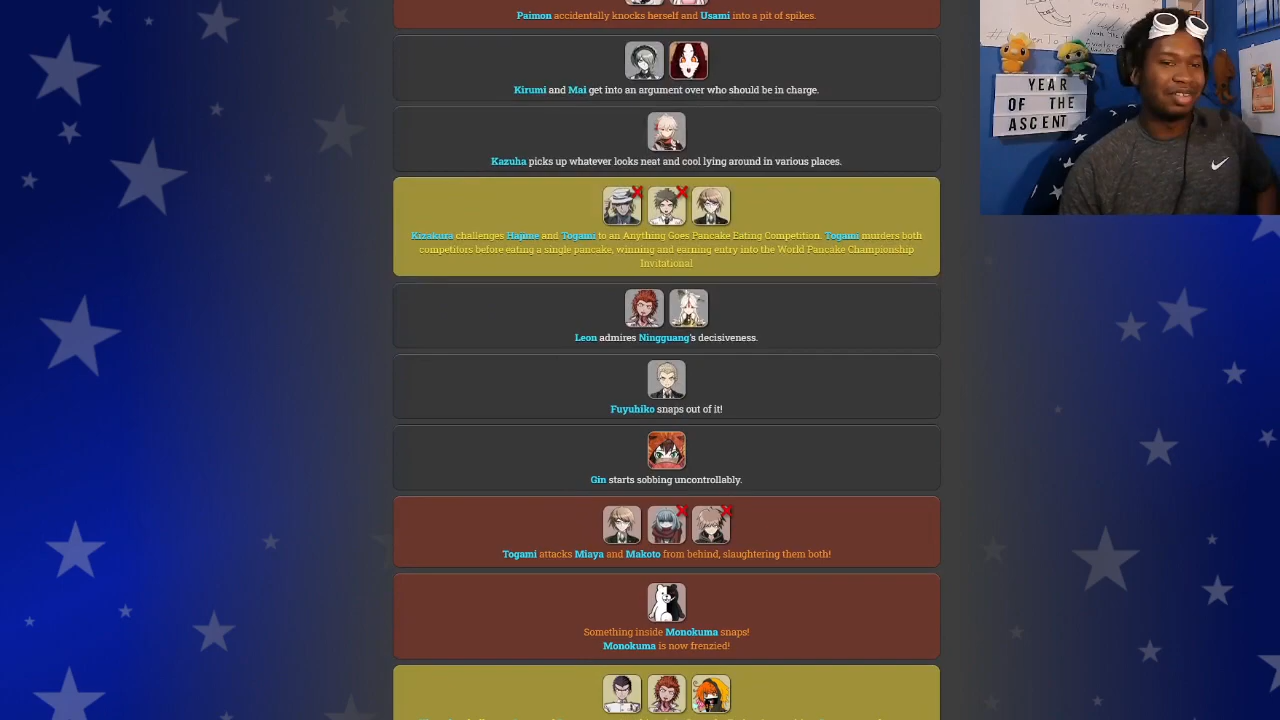 Paimon accidentally knocks herself and Usami into a pit of spikes.
Kirumi and Mai get into an argument over who should be in charge.
YEAR
OF THE
ASCENT
Kazuha picks up whatever looks neat and cool lying around in various places.
Kizakura challenges Hajime and Togami to an Anything Goes Pancake Eating Competition. Togami murders both
competitors before eating a single pancake, winning and earning entry into the World Pancake Championship
Invitational
Leon admires Ningguang's decisiveness.
Fuyuhiko snaps out of it!
Gin starts sobbing uncontrollably.
Togami attacks Miaya and Makoto from behind, slaughtering them both!
Something inside Monokuma snaps!
Monokuma is now frenzied!